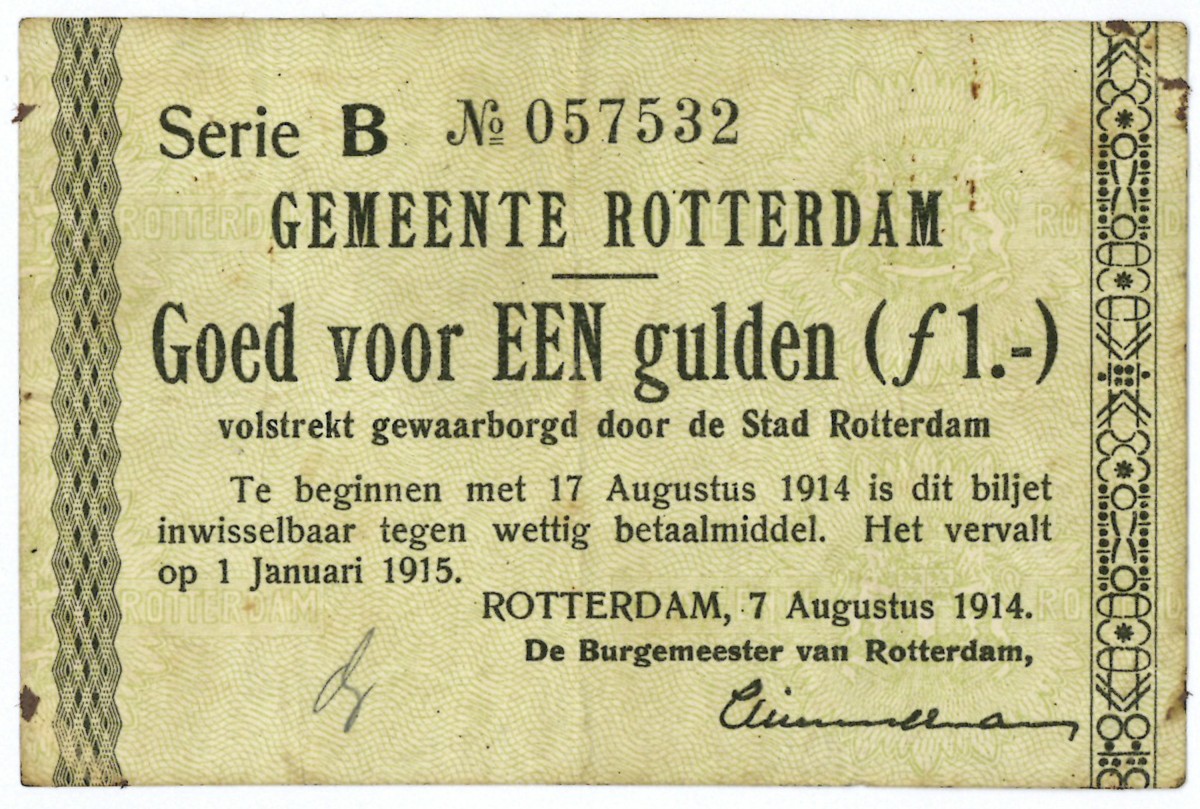 Serie B № 057532
GEMEENTE ROTTERDAM
Goed voor EEN gulden (ƒ 1.-)
volstrekt gewaarborgd door de Stad Rotterdam
Te beginnen met 17 Augustus 1914 is dit biljet
inwisselbaar tegen wettig betaalmiddel. Het vervalt
op 1 Januari 1915.
ROTTERDAM, 7 Augustus 1914.
De Burgemeester van Rotterdam,